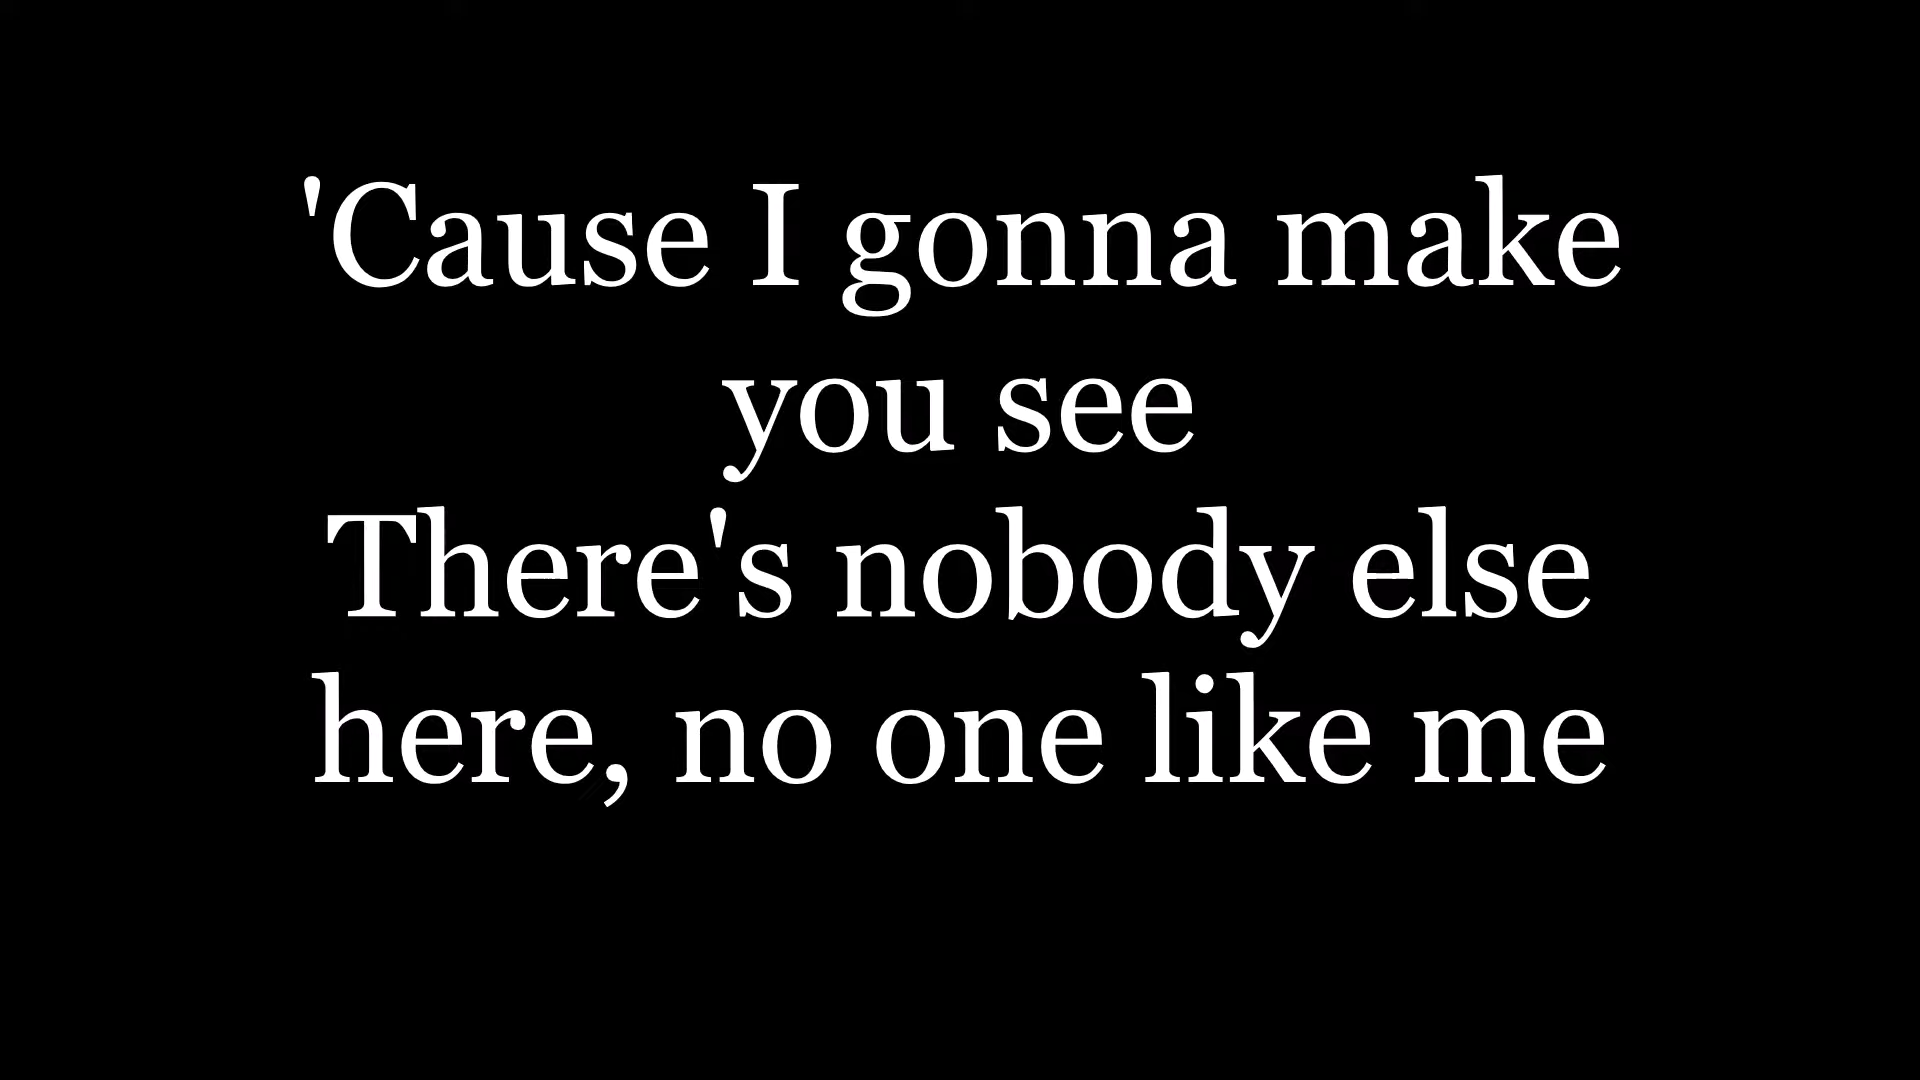 'Cause I gonna make
you see
There's nobody else
here, no one like me